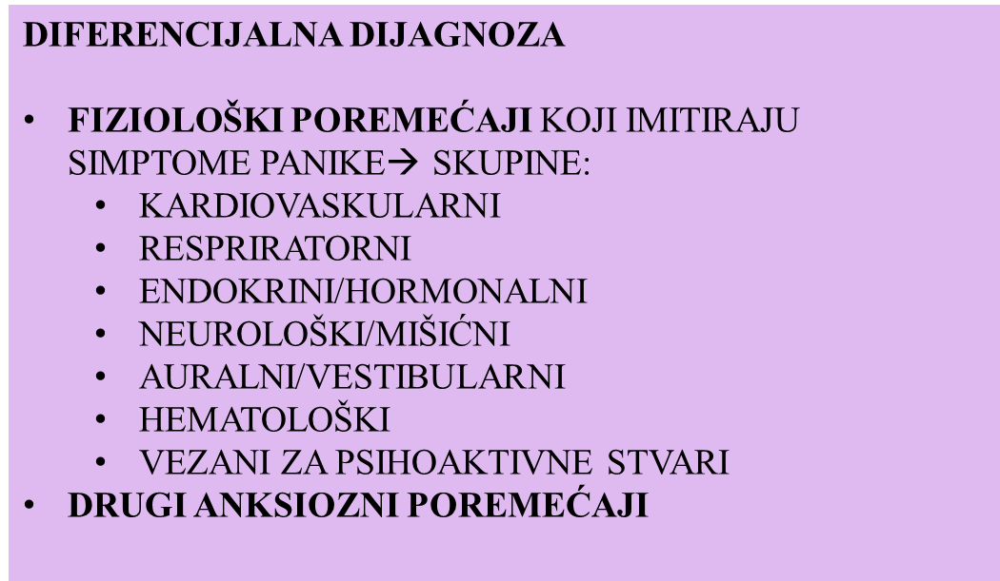 DIFERENCIJALNA DIJAGNOZA
• FIZIOLOŠKI POREMEĆAJI KOJI IMITIRAJU
SIMPTOME PANIKE→ SKUPINE:
• KARDIOVASKULARNI
• RESPRIRATORNI
• ENDOKRINI/HORMONALNI
• NEUROLOŠKI/MIŠIĆNI
• AURALNI/VESTIBULARNI
• HEMATOLOŠKI
• VEZANI ZA PSIHOAKTIVNE STVARI
• DRUGI ANKSIOZNI POREMEĆAJI